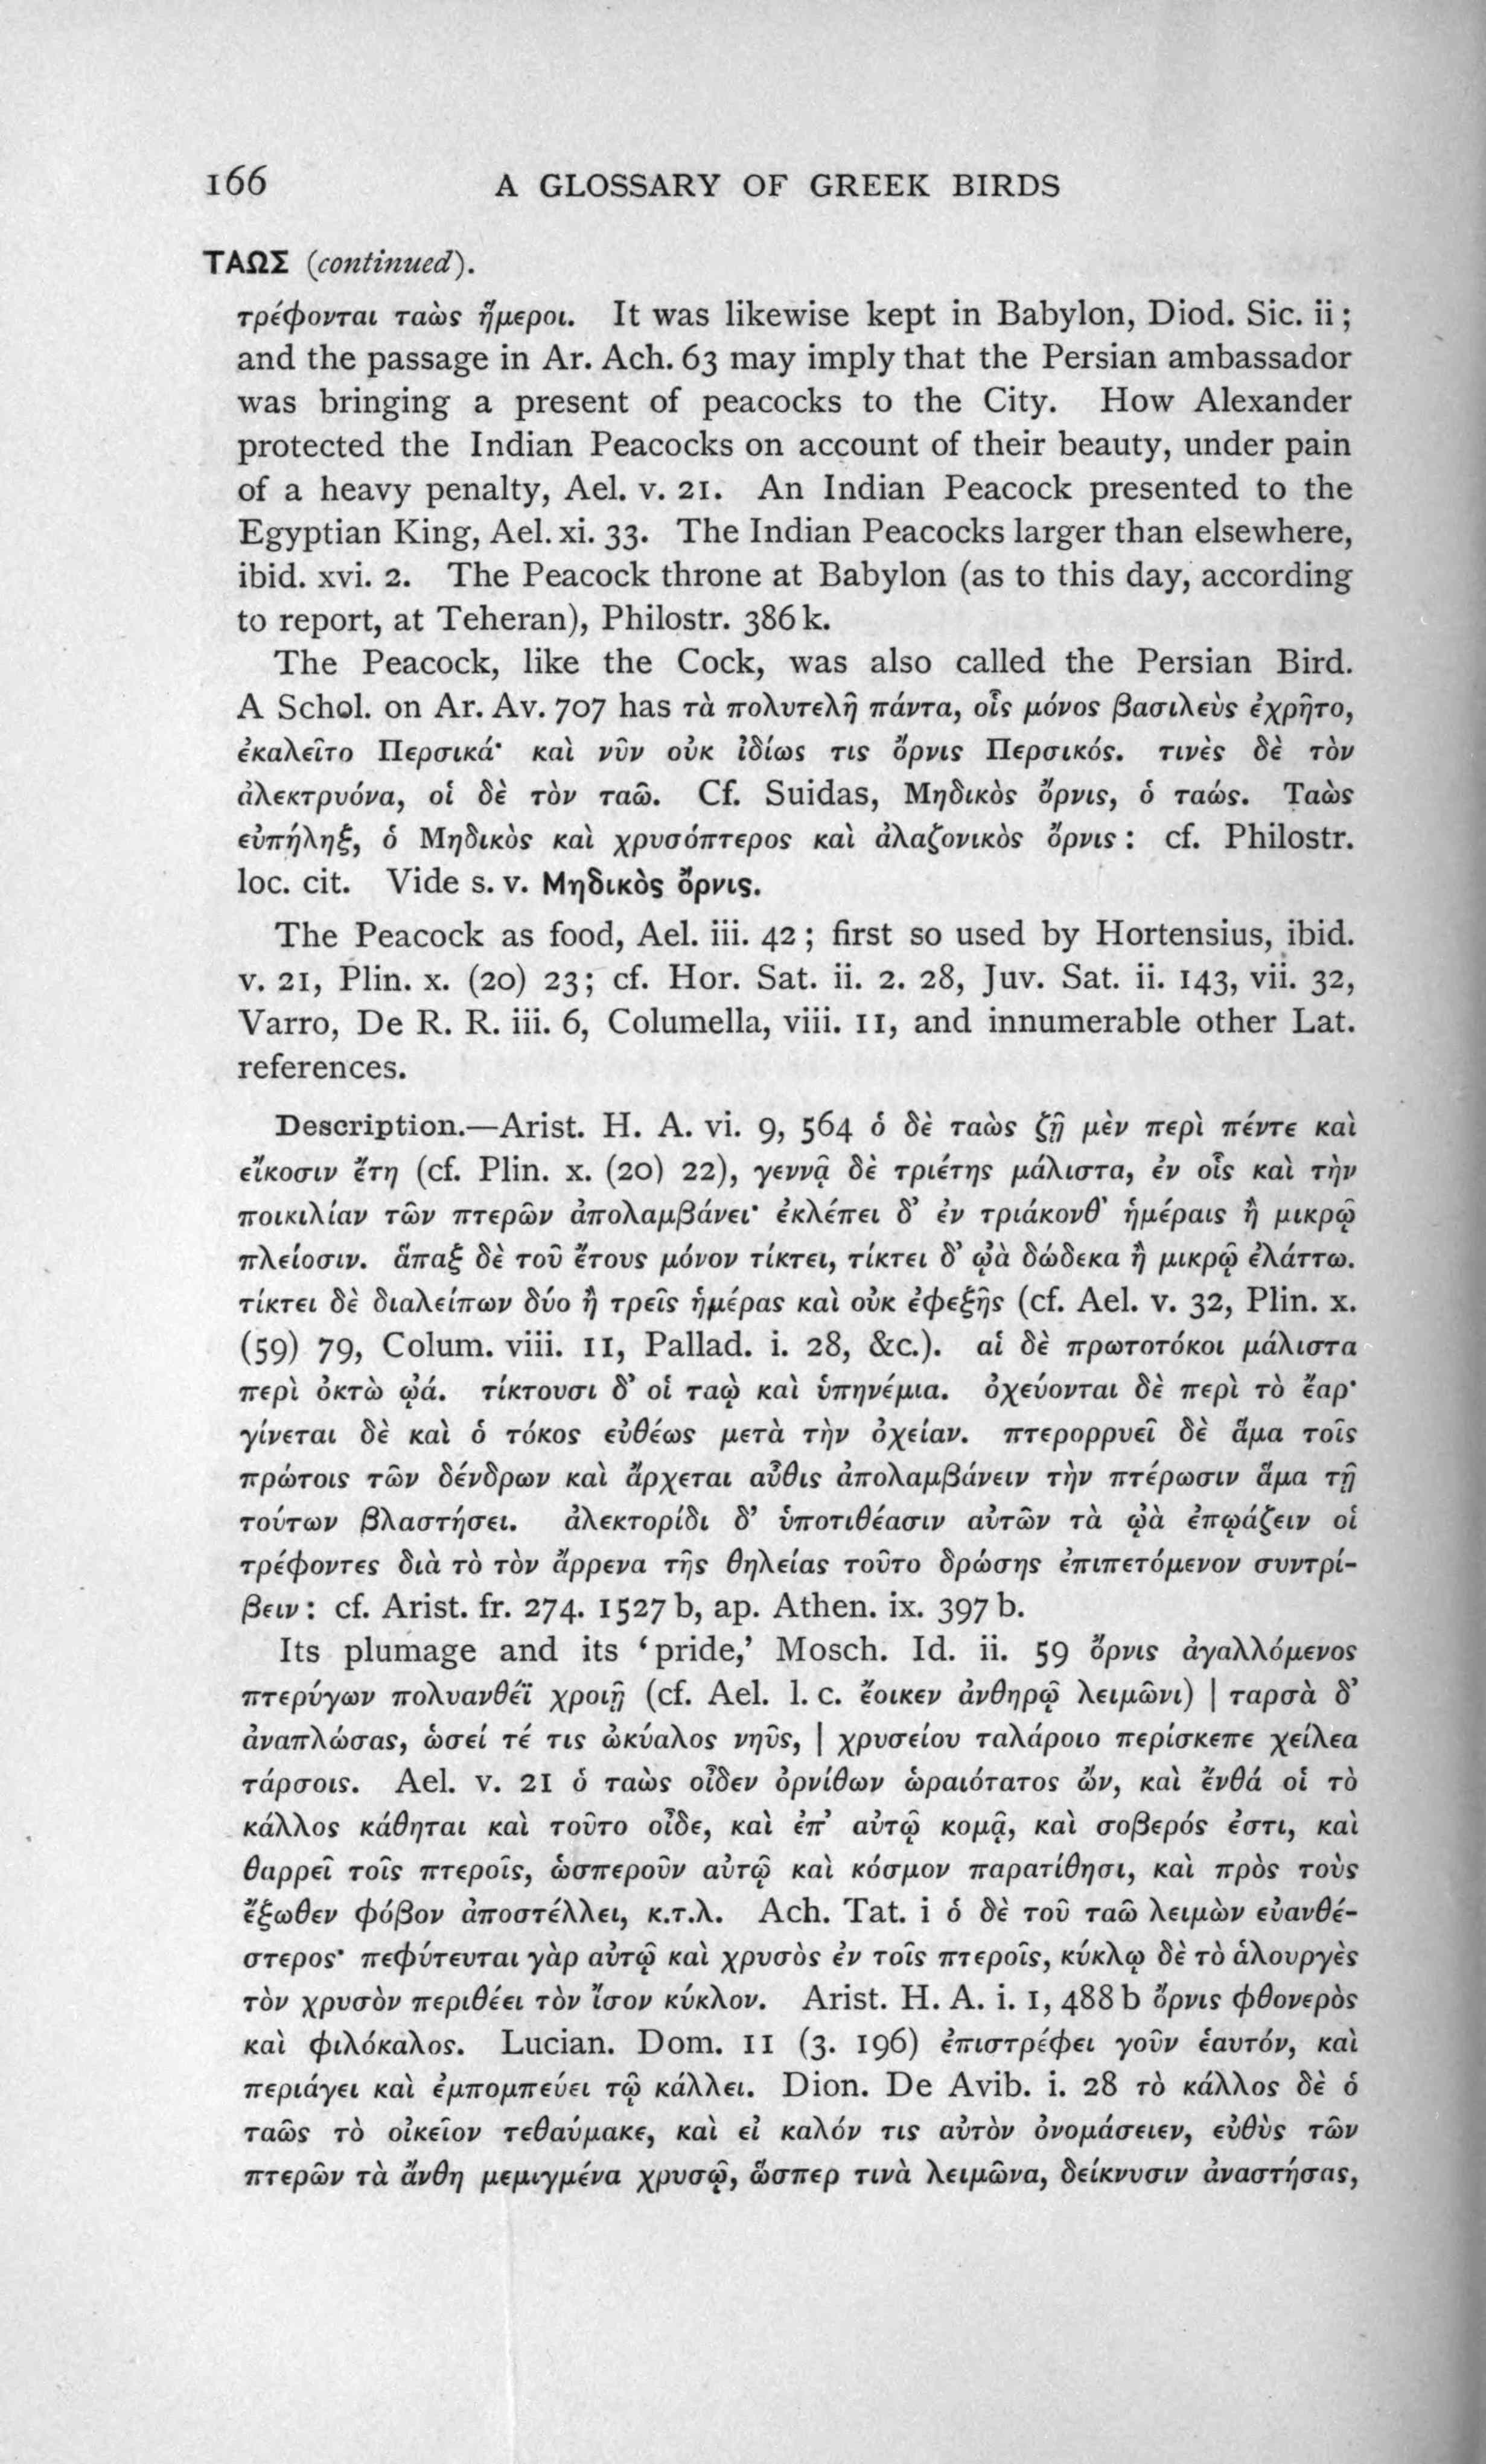 166 A GLOSSARY OF GREEK BIRDS
ΤΑΩΣ (continued).
τρέφονται ταὼς ἥμεροι. It was likewise kept in Babylon, Diod. Sic. ii ;
and the passage in Ar. Ach. 63 may imply that the Persian ambassador
was bringing a present of peacocks to the City. How Alexander
protected the Indian Peacocks on account of their beauty, under pain
of a heavy penalty, Ael. v. 21. An Indian Peacock presented to the
Egyptian King, Ael. xi. 33. The Indian Peacocks larger than elsewhere,
ibid. xvi. 2. The Peacock throne at Babylon (as to this day, according
to report, at Teheran), Philostr. 386 k.
The Peacock, like the Cock, was also called the Persian Bird.
A Schol. on Ar. Av. 707 has τὰ πολυτελῆ πάντα, οἷς μόνος βασιλεὺς ἐχρῆτο,
ἐκαλεῖτο Περσικά· καὶ νῦν οὐκ ἰδίως τις ὄρνις Περσικός. τινὲς δὲ τὸν
ἀλεκτρυόνα, οἱ δὲ τὸν ταῶ. Cf. Suidas, Μηδικὸς ὄρνις, ὁ ταώς. Ταὼς
εὐπήληξ, ὁ Μηδικὸς καὶ χρυσόπτερος καὶ ἀλαζονικὸς ὄρνις : cf. Philostr.
loc. cit. Vide s. v. Μηδικὸς ὄρνις.
The Peacock as food, Ael. iii. 42 ; first so used by Hortensius, ibid.
v. 21, Plin. x. (20) 23; cf. Hor. Sat. ii. 2. 28, Juv. Sat. ii. 143, vii. 32,
Varro, De R. R. iii. 6, Columella, viii. 11, and innumerable other Lat.
references.
Description.—Arist. H. A. vi. 9, 564 ὁ δὲ ταὼς ζῇ μὲν περὶ πέντε καὶ
εἴκοσιν ἔτη (cf. Plin. x. (20) 22), γεννᾷ δὲ τριέτης μάλιστα, ἐν οἷς καὶ τὴν
ποικιλίαν τῶν πτερῶν ἀπολαμβάνει· ἐκλέπει δ’ ἐν τριάκονθ’ ἡμέραις ἢ μικρῷ
πλείοσιν. ἅπαξ δὲ τοῦ ἔτους μόνον τίκτει, τίκτει δ’ ᾠὰ δώδεκα ἢ μικρῷ ἐλάττω.
τίκτει δὲ διαλείπων δύο ἢ τρεῖς ἡμέρας καὶ οὐκ ἐφεξῆς (cf. Ael. v. 32, Plin. x.
(59) 79, Colum. viii. 11, Pallad. i. 28, &c.). αἱ δὲ πρωτοτόκοι μάλιστα
περὶ ὀκτὼ ᾠά. τίκτουσι δ’ οἱ ταῲ καὶ ὑπηνέμια. ὀχεύονται δὲ περὶ τὸ ἔαρ·
γίνεται δὲ καὶ ὁ τόκος εὐθέως μετὰ τὴν ὀχείαν. πτερορρυεῖ δὲ ἅμα τοῖς
πρώτοις τῶν δένδρων καὶ ἄρχεται αὖθις ἀπολαμβάνειν τὴν πτέρωσιν ἅμα τῇ
τούτων βλαστήσει. ἀλεκτορίδι δ’ ὑποτιθέασιν αὐτῶν τὰ ᾠὰ ἐπῳάζειν οἱ
τρέφοντες διὰ τὸ τὸν ἄρρενα τῆς θηλείας τοῦτο δρώσης ἐπιπετόμενον συντρί-
βειν : cf. Arist. fr. 274. 1527 b, ap. Athen. ix. 397 b.
Its plumage and its ‘pride,’ Mosch. Id. ii. 59 ὄρνις ἀγαλλόμενος
πτερύγων πολυανθέϊ χροιῇ (cf. Ael. l. c. ἔοικεν ἀνθηρῷ λειμῶνι) | ταρσὰ δ’
ἀναπλώσας, ὡσεί τέ τις ὠκύαλος νηῦς, | χρυσείου ταλάροιο περίσκεπε χείλεα
τάρσοις. Ael. v. 21 ὁ ταὼς οἶδεν ὀρνίθων ὡραιότατος ὤν, καὶ ἔνθά οἱ τὸ
κάλλος κάθηται καὶ τοῦτο οἶδε, καὶ ἐπ’ αὐτῷ κομᾷ, καὶ σοβερός ἐστι, καὶ
θαρρεῖ τοῖς πτεροῖς, ὡσπεροῦν αὐτῷ καὶ κόσμον παρατίθησι, καὶ πρὸς τοὺς
ἔξωθεν φόβον ἀποστέλλει, κ.τ.λ. Ach. Tat. i ὁ δὲ τοῦ ταῶ λειμὼν εὐανθέ-
στερος· πεφύτευται γὰρ αὐτῷ καὶ χρυσὸς ἐν τοῖς πτεροῖς, κύκλῳ δὲ τὸ ἁλουργὲς
τὸν χρυσὸν περιθέει τὸν ἴσον κύκλον. Arist. H. A. i. 1, 488 b ὄρνις φθονερὸς
καὶ φιλόκαλος. Lucian. Dom. 11 (3. 196) ἐπιστρέφει γοῦν ἑαυτόν, καὶ
περιάγει καὶ ἐμπομπεύει τῷ κάλλει. Dion. De Avib. i. 28 τὸ κάλλος δὲ ὁ
ταῶς τὸ οἰκεῖον τεθαύμακε, καὶ εἰ καλόν τις αὐτὸν ὀνομάσειεν, εὐθὺς τῶν
πτερῶν τὰ ἄνθη μεμιγμένα χρυσῷ, ὥσπερ τινὰ λειμῶνα, δείκνυσιν ἀναστήσας,